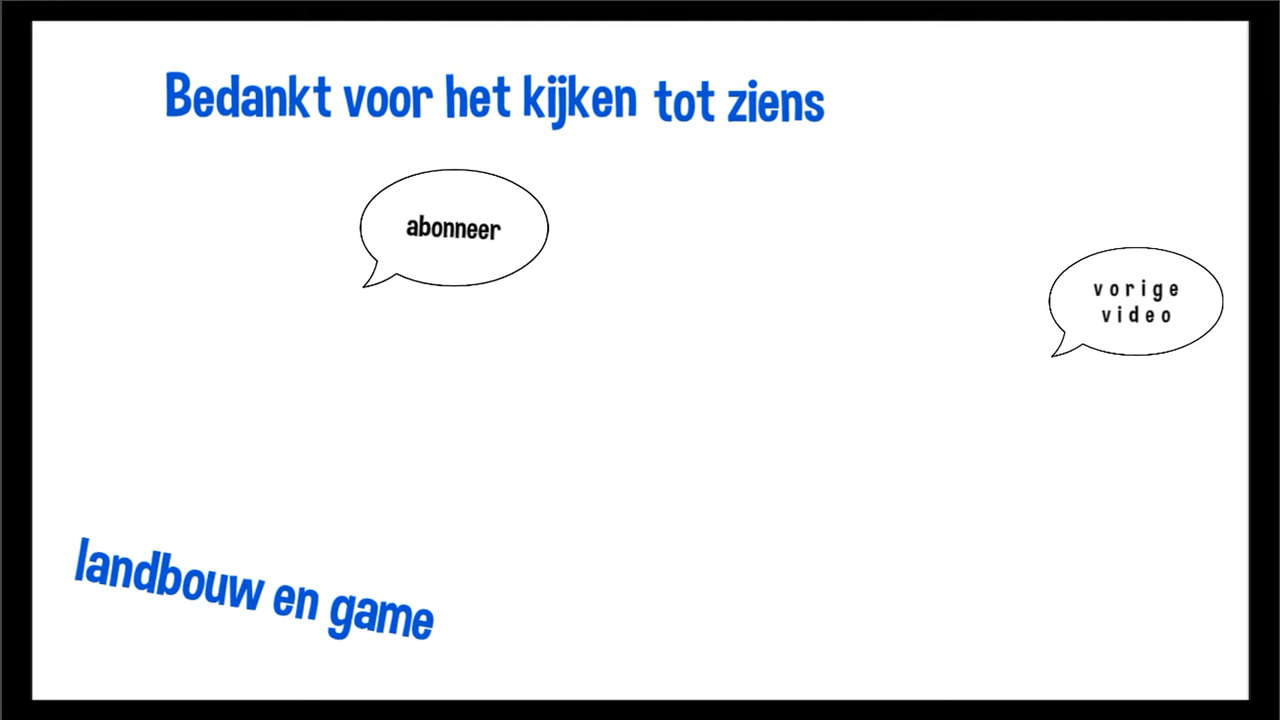 Bedankt voor het kijken tot ziens
abonneer
vorige
video
landbouw en game